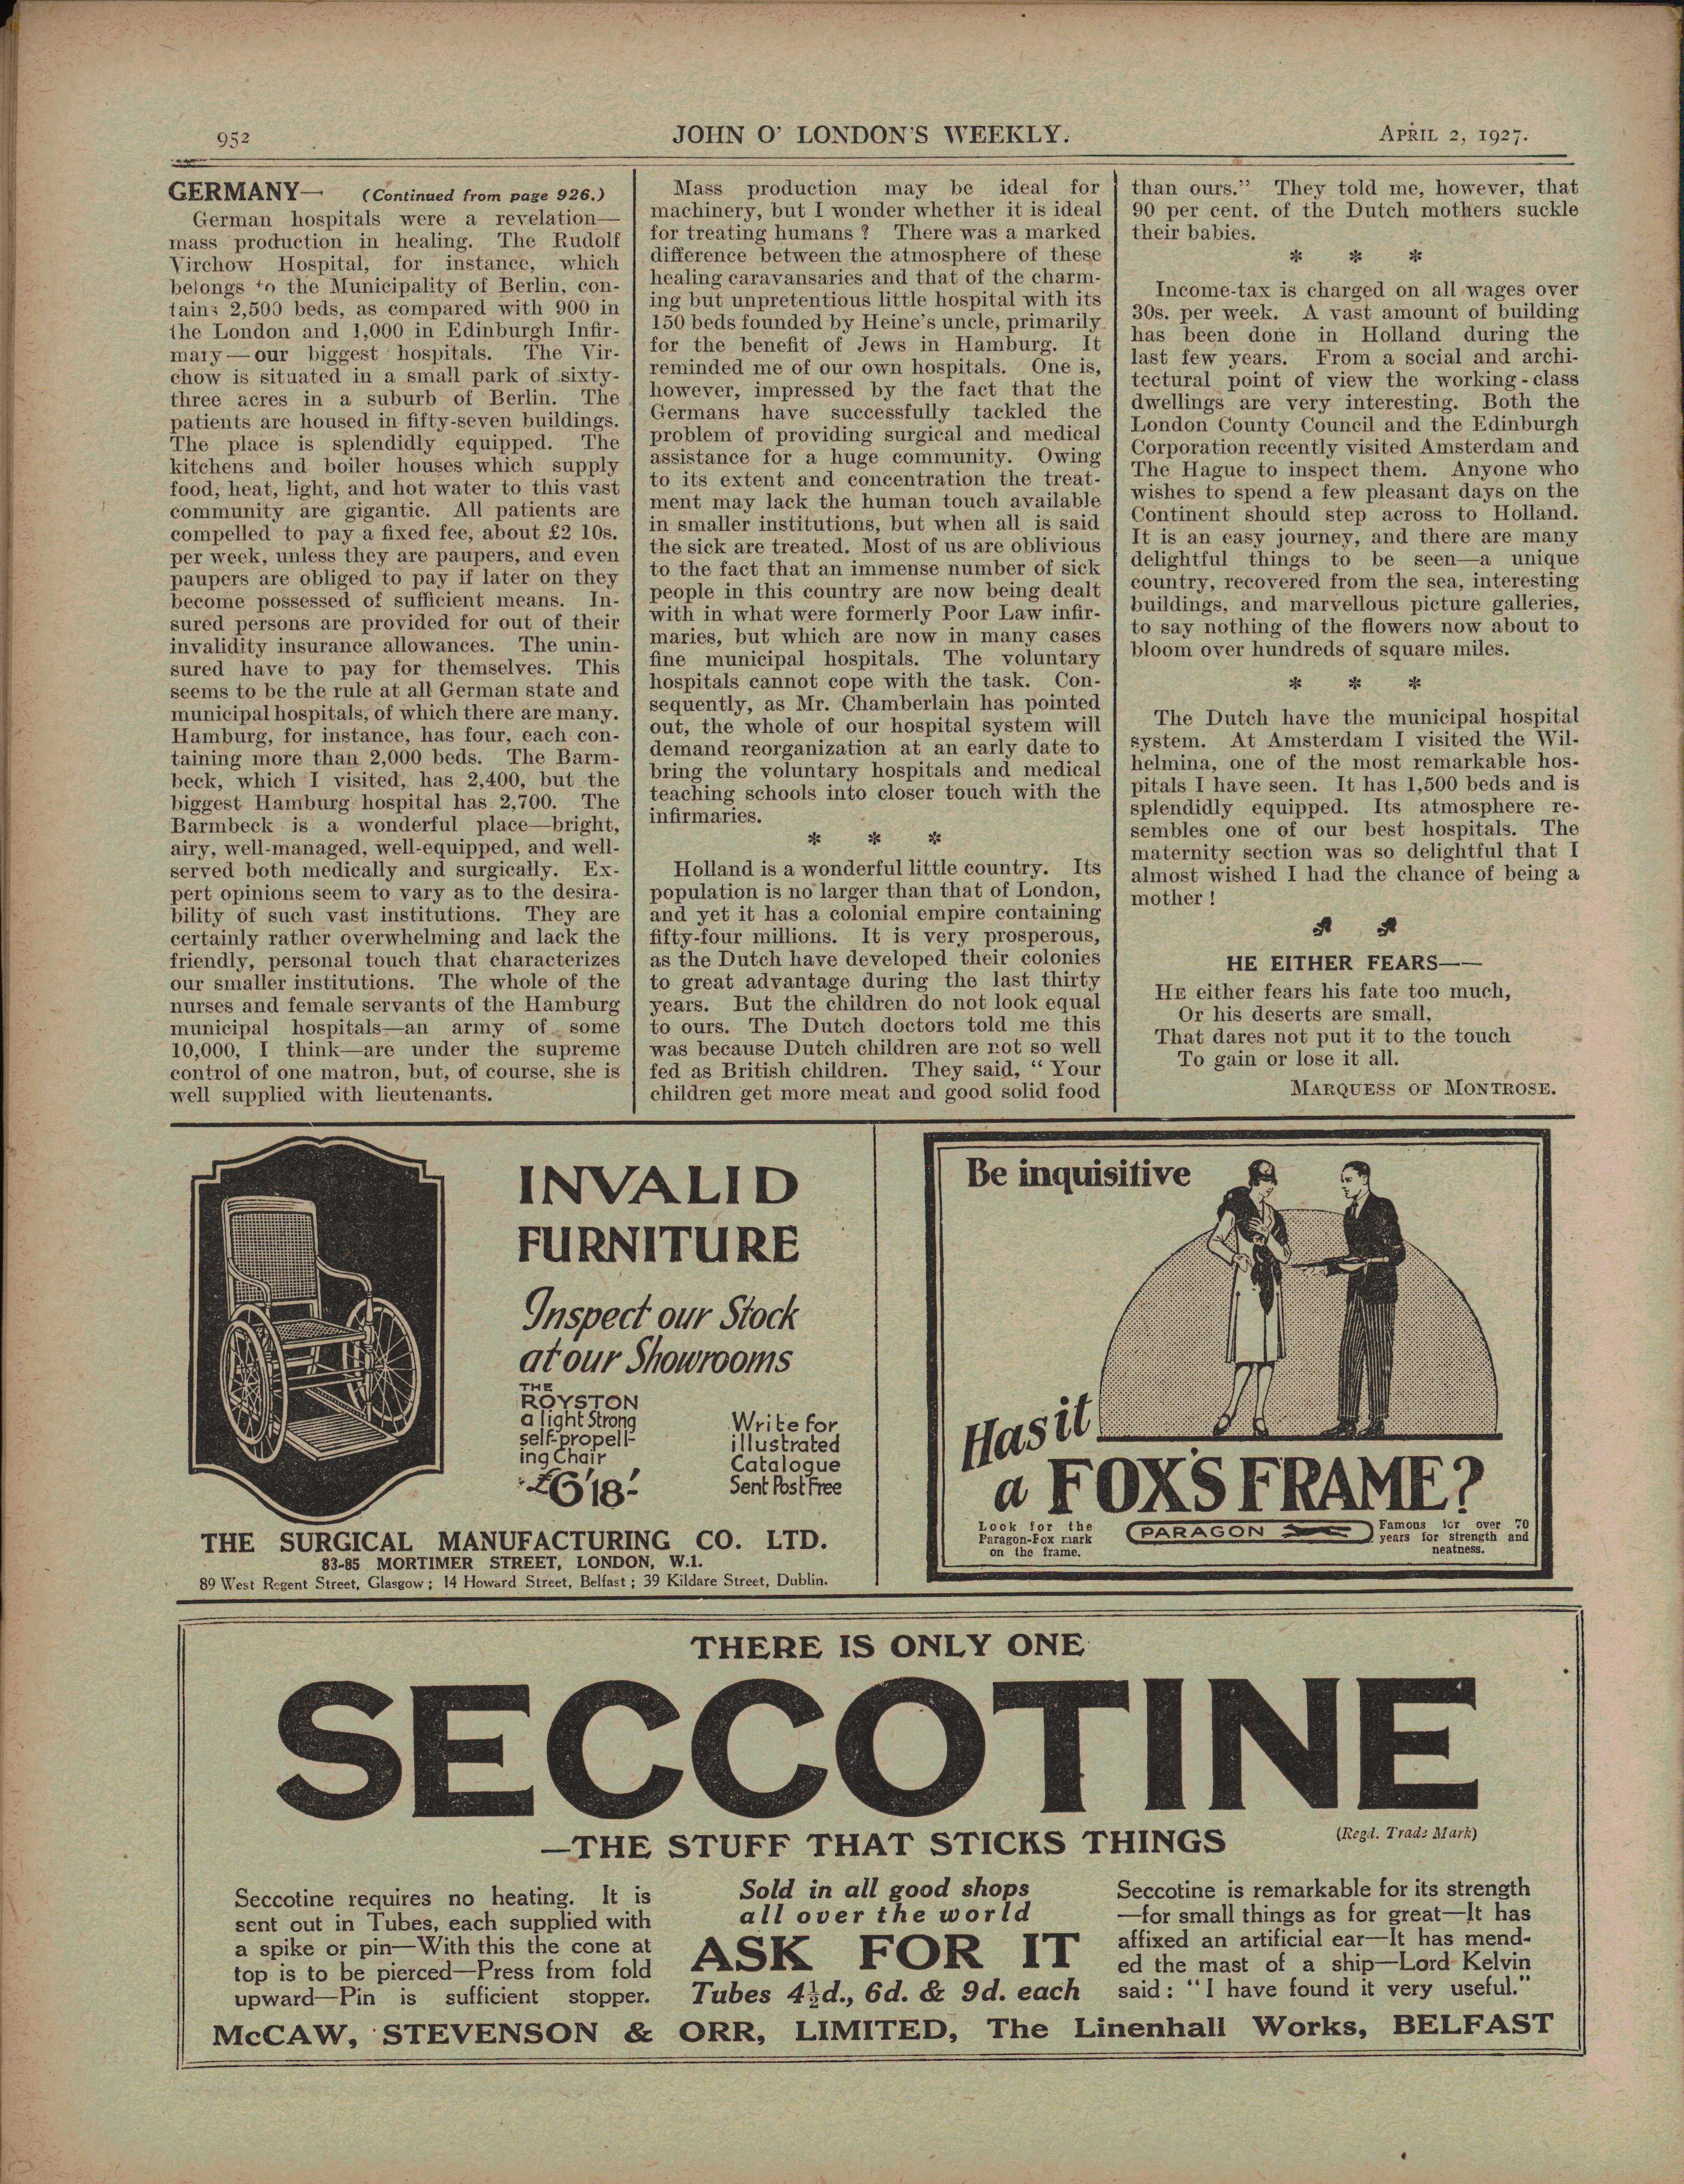 952
JOHN O' LONDON'S WEEKLY.
APRIL 2, 1927.
GERMANY— (Continued from page 926.)
German hospitals were a revelation—
mass production in healing. The Rudolf
Virchow Hospital, for instance, which
belongs to the Municipality of Berlin, con-
tains 2,500 beds, as compared with 900 in
the London and 1,000 in Edinburgh Infir-
mary—our biggest hospitals. The Vir-
chow is situated in a small park of sixty-
three acres in a suburb of Berlin. The
patients are housed in fifty-seven buildings.
The place is splendidly equipped. The
kitchens and boiler houses which supply
food, heat, light, and hot water to this vast
community are gigantic. All patients are
compelled to pay a fixed fee, about £2 10s.
per week, unless they are paupers, and even
paupers are obliged to pay if later on they
become possessed of sufficient means. In-
sured persons are provided for out of their
invalidity insurance allowances. The unin-
sured have to pay for themselves. This
seems to be the rule at all German state and
municipal hospitals, of which there are many.
Hamburg, for instance, has four, each con-
taining more than 2,000 beds. The Barm-
beck, which I visited, has 2,400, but the
biggest Hamburg hospital has 2,700. The
Barmbeck is a wonderful place—bright,
airy, well-managed, well-equipped, and well-
served both medically and surgically. Ex-
pert opinions seem to vary as to the desira-
bility of such vast institutions. They are
certainly rather overwhelming and lack the
friendly, personal touch that characterizes
our smaller institutions. The whole of the
nurses and female servants of the Hamburg
municipal hospitals—an army of some
10,000, I think—are under the supreme
control of one matron, but, of course, she is
well supplied with lieutenants.
Mass production may be ideal for
machinery, but I wonder whether it is ideal
for treating humans? There was a marked
difference between the atmosphere of these
healing caravansaries and that of the charm-
ing but unpretentious little hospital with its
150 beds founded by Heine's uncle, primarily
for the benefit of Jews in Hamburg. It
reminded me of our own hospitals. One is,
however, impressed by the fact that the
Germans have successfully tackled the
problem of providing surgical and medical
assistance for a huge community. Owing
to its extent and concentration the treat-
ment may lack the human touch available
in smaller institutions, but when all is said
the sick are treated. Most of us are oblivious
to the fact that an immense number of sick
people in this country are now being dealt
with in what were formerly Poor Law infir-
maries, but which are now in many cases
fine municipal hospitals. The voluntary
hospitals cannot cope with the task. Con-
sequently, as Mr. Chamberlain has pointed
out, the whole of our hospital system will
demand reorganization at an early date to
bring the voluntary hospitals and medical
teaching schools into closer touch with the
infirmaries.
* * *
Holland is a wonderful little country. Its
population is no larger than that of London,
and yet it has a colonial empire containing
fifty-four millions. It is very prosperous,
as the Dutch have developed their colonies
to great advantage during the last thirty
years. But the children do not look equal
to ours. The Dutch doctors told me this
was because Dutch children are not so well
fed as British children. They said, "Your
children get more meat and good solid food
than ours." They told me, however, that
90 per cent. of the Dutch mothers suckle
their babies.
* * *
Income-tax is charged on all wages over
30s. per week. A vast amount of building
has been done in Holland during the
last few years. From a social and archi-
tectural point of view the working-class
dwellings are very interesting. Both the
London County Council and the Edinburgh
Corporation recently visited Amsterdam and
The Hague to inspect them. Anyone who
wishes to spend a few pleasant days on the
Continent should step across to Holland.
It is an easy journey, and there are many
delightful things to be seen—a unique
country, recovered from the sea, interesting
buildings, and marvellous picture galleries,
to say nothing of the flowers now about to
bloom over hundreds of square miles.
* * *
The Dutch have the municipal hospital
system. At Amsterdam I visited the Wil-
helmina, one of the most remarkable hos-
pitals I have seen. It has 1,500 beds and is
splendidly equipped. Its atmosphere re-
sembles one of our best hospitals. The
maternity section was so delightful that I
almost wished I had the chance of being a
mother!
HE EITHER FEARS——
HE either fears his fate too much,
Or his deserts are small,
That dares not put it to the touch
To gain or lose it all.
MARQUESS OF MONTROSE.
INVALID
FURNITURE
Inspect our Stock
at our Showrooms
THE
ROYSTON
a light Strong
self-propell-
ing Chair
£6'18'-
Write for
illustrated
Catalogue
Sent Post Free
THE SURGICAL MANUFACTURING CO. LTD.
83-85 MORTIMER STREET, LONDON, W.1.
89 West Regent Street, Glasgow; 14 Howard Street, Belfast; 39 Kildare Street, Dublin.
Be inquisitive
Has it
a FOX'S FRAME?
Look for the
Paragon-Fox mark
on the frame.
PARAGON
Famous for over 70
years for strength and
neatness.
THERE IS ONLY ONE
SECCOTINE
—THE STUFF THAT STICKS THINGS
(Regd. Trade Mark)
Seccotine requires no heating. It is
sent out in Tubes, each supplied with
a spike or pin—With this the cone at
top is to be pierced—Press from fold
upward—Pin is sufficient stopper.
Sold in all good shops
all over the world
ASK FOR IT
Tubes 4½d., 6d. & 9d. each
Seccotine is remarkable for its strength
—for small things as for great—It has
affixed an artificial ear—It has mend-
ed the mast of a ship—Lord Kelvin
said: "I have found it very useful."
McCAW, STEVENSON & ORR, LIMITED, The Linenhall Works, BELFAST